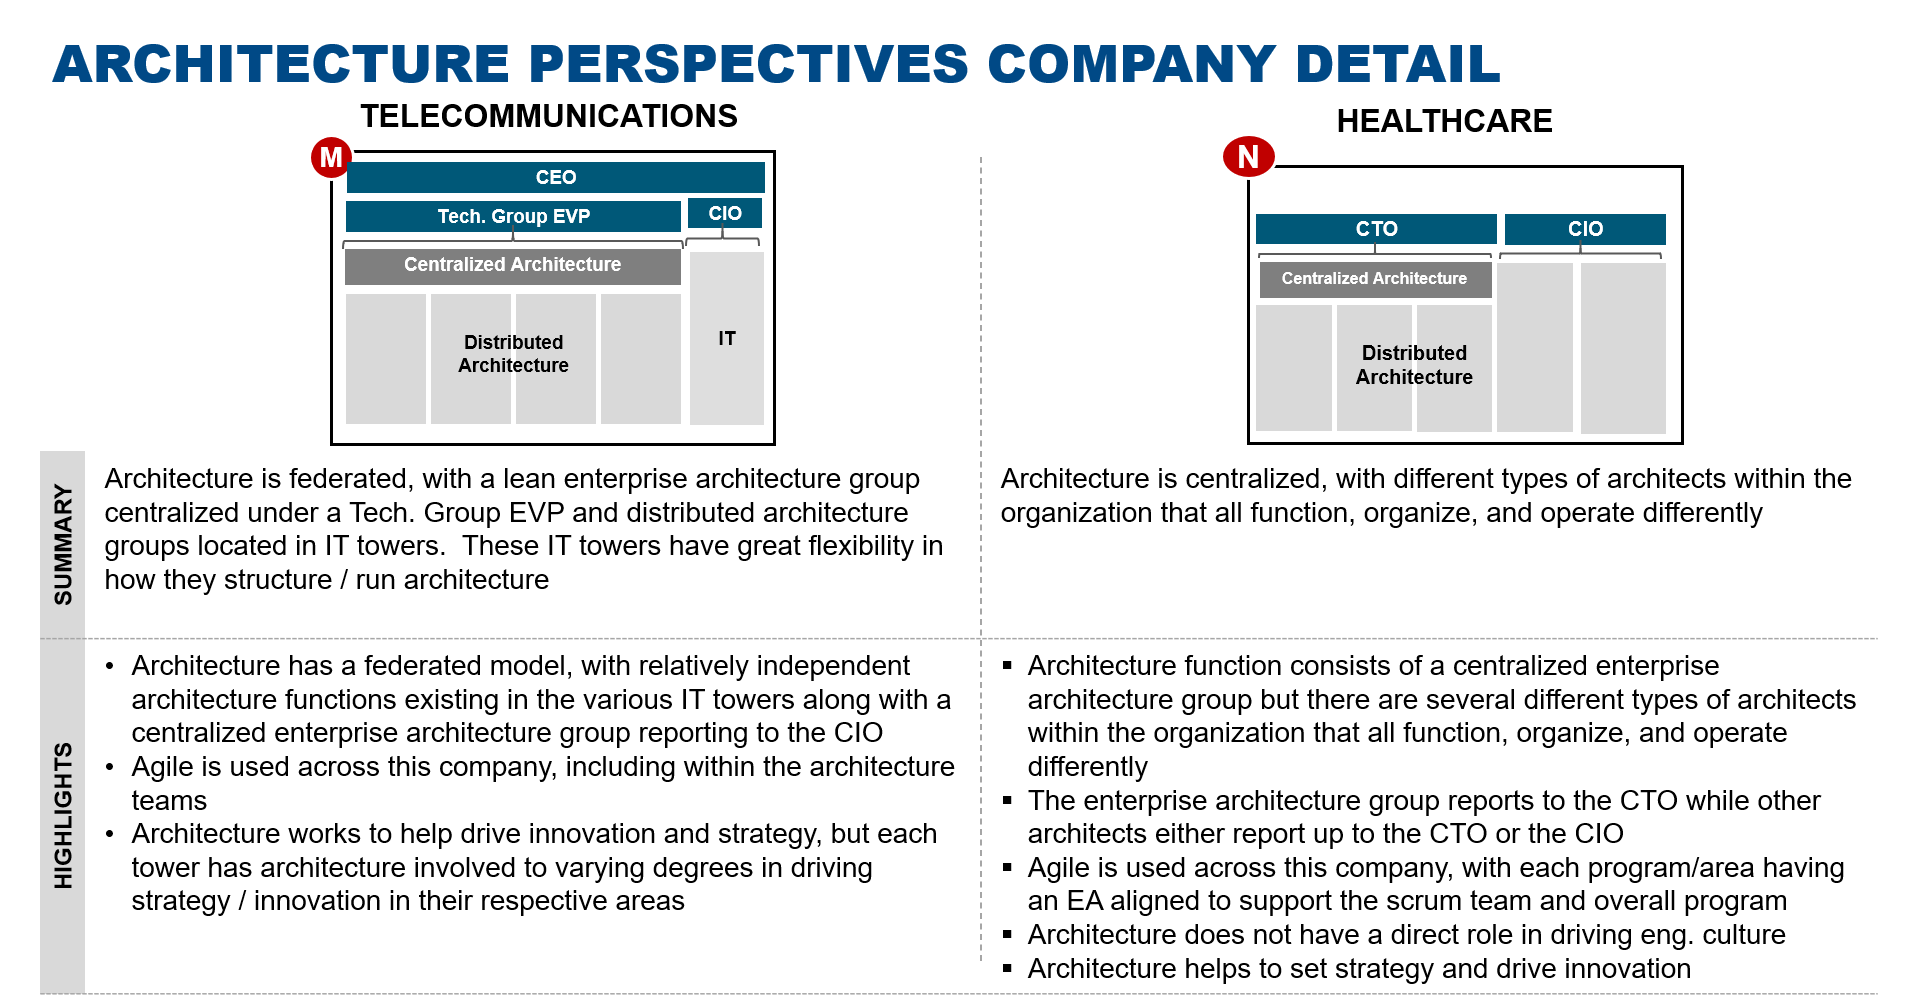 ARCHITECTURE PERSPECTIVES COMPANY DETAIL
TELECOMMUNICATIONS
M
CEO
Tech. Group EVP
CIO
Centralized Architecture
Distributed
Architecture
IT
HEALTHCARE
N
CTO
CIO
Centralized Architecture
Distributed
Architecture
SUMMARY
Architecture is federated, with a lean enterprise architecture group
centralized under a Tech. Group EVP and distributed architecture
groups located in IT towers.  These IT towers have great flexibility in
how they structure / run architecture
Architecture is centralized, with different types of architects within the
organization that all function, organize, and operate differently
HIGHLIGHTS
• Architecture has a federated model, with relatively independent
architecture functions existing in the various IT towers along with a
centralized enterprise architecture group reporting to the CIO
• Agile is used across this company, including within the architecture
teams
• Architecture works to help drive innovation and strategy, but each
tower has architecture involved to varying degrees in driving
strategy / innovation in their respective areas
▪ Architecture function consists of a centralized enterprise
architecture group but there are several different types of architects
within the organization that all function, organize, and operate
differently
▪ The enterprise architecture group reports to the CTO while other
architects either report up to the CTO or the CIO
▪ Agile is used across this company, with each program/area having
an EA aligned to support the scrum team and overall program
▪ Architecture does not have a direct role in driving eng. culture
▪ Architecture helps to set strategy and drive innovation